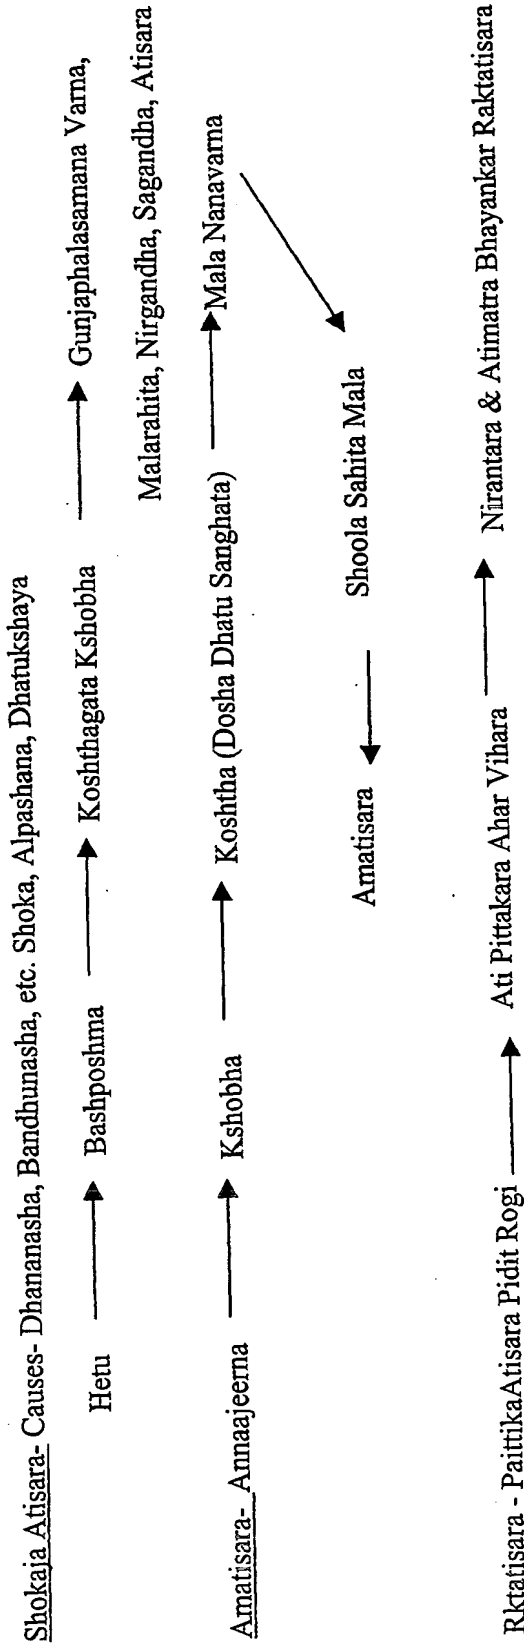 Shokaja Atisara- Causes- Dhananasha, Bandhunasha, etc. Shoka, Alpashana, Dhatukshaya
Hetu → Bashposhma → Koshthagata Kshobha → Gunjaphalasamana Varna,
Malarahita, Nirgandha, Sagandha, Atisara
Amatisara- Annaajeerna → Kshobha → Koshtha (Dosha Dhatu Sanghata) → Mala Nanavarna
Amatisara ← Shoola Sahita Mala
Rktatisara - PaittikaAtisara Pidit Rogi → Ati Pittakara Ahar Vihara → Nirantara & Atimatra Bhayankar Raktatisara